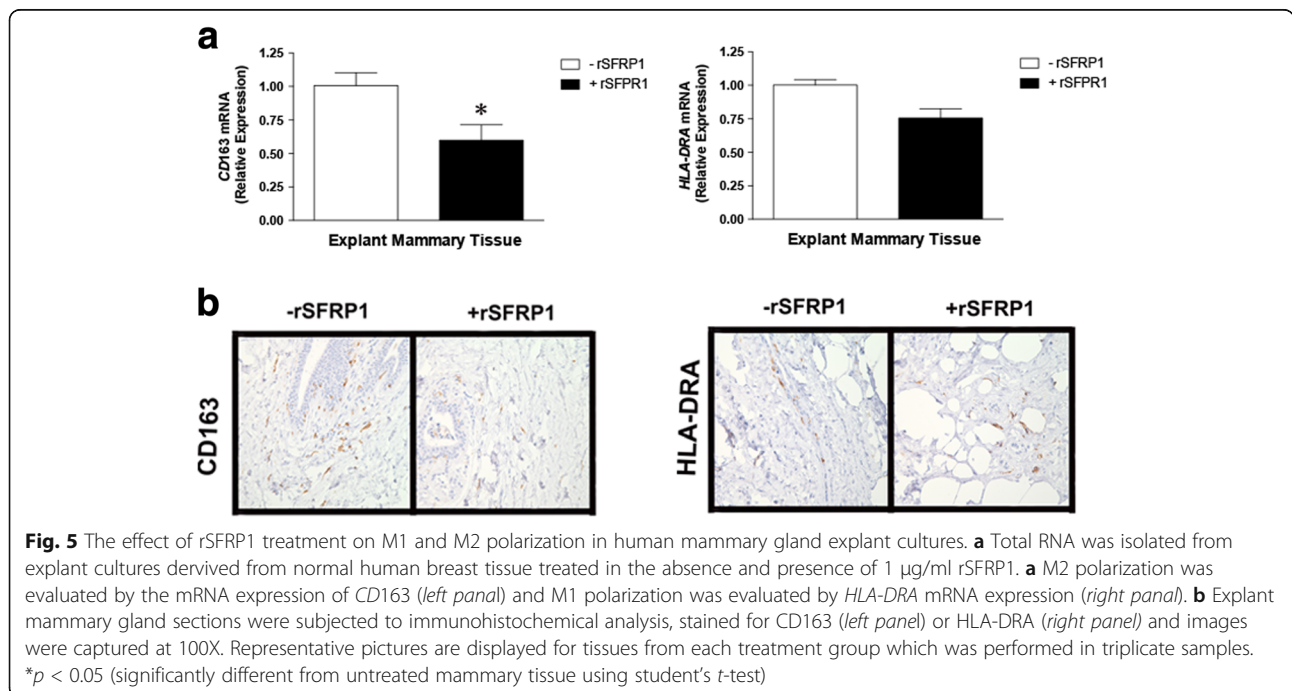 a
1.25
1.00
0.75
0.50
0.25
0.00
CD163 mRNA
(Relative Expression)
*
Explant Mammary Tissue
- rSFRP1
+ rSFPR1
1.25
1.00
0.75
0.50
0.25
0.00
HLA-DRA mRNA
(Relative Expression)
Explant Mammary Tissue
- rSFRP1
+ rSFPR1
b
-rSFRP1
+rSFRP1
CD163
-rSFRP1
+rSFRP1
HLA-DRA
Fig. 5 The effect of rSFRP1 treatment on M1 and M2 polarization in human mammary gland explant cultures. a Total RNA was isolated from
explant cultures dervived from normal human breast tissue treated in the absence and presence of 1 μg/ml rSFRP1. a M2 polarization was
evaluated by the mRNA expression of CD163 (left panal) and M1 polarization was evaluated by HLA-DRA mRNA expression (right panal). b Explant
mammary gland sections were subjected to immunohistochemical analysis, stained for CD163 (left panel) or HLA-DRA (right panel) and images
were captured at 100X. Representative pictures are displayed for tissues from each treatment group which was performed in triplicate samples.
*p < 0.05 (significantly different from untreated mammary tissue using student's t-test)